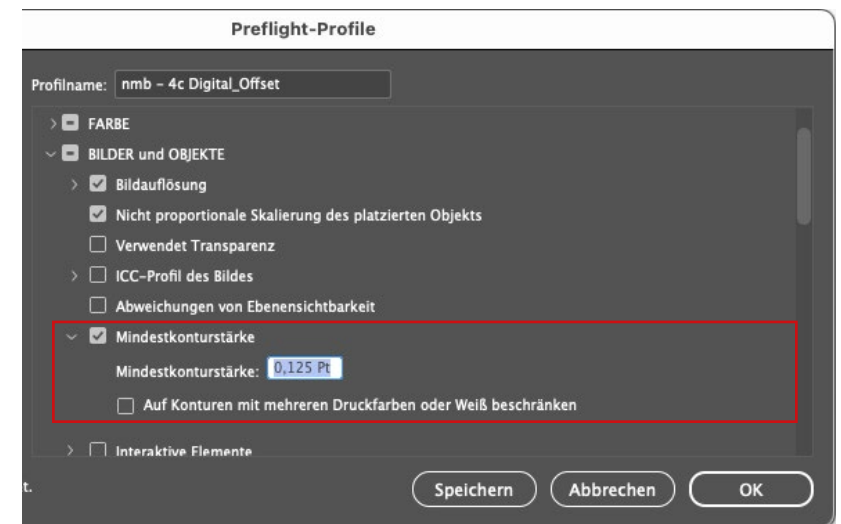 Preflight-Profile
Profilname: nmb – 4c Digital_Offset
FARBE
BILDER und OBJEKTE
Bildauflösung
Nicht proportionale Skalierung des platzierten Objekts
Verwendet Transparenz
ICC-Profil des Bildes
Abweichungen von Ebenensichtbarkeit
Mindestkonturstärke
Mindestkonturstärke: 0,125 Pt
Auf Konturen mit mehreren Druckfarben oder Weiß beschränken
Interaktive Elemente
t. Speichern Abbrechen OK